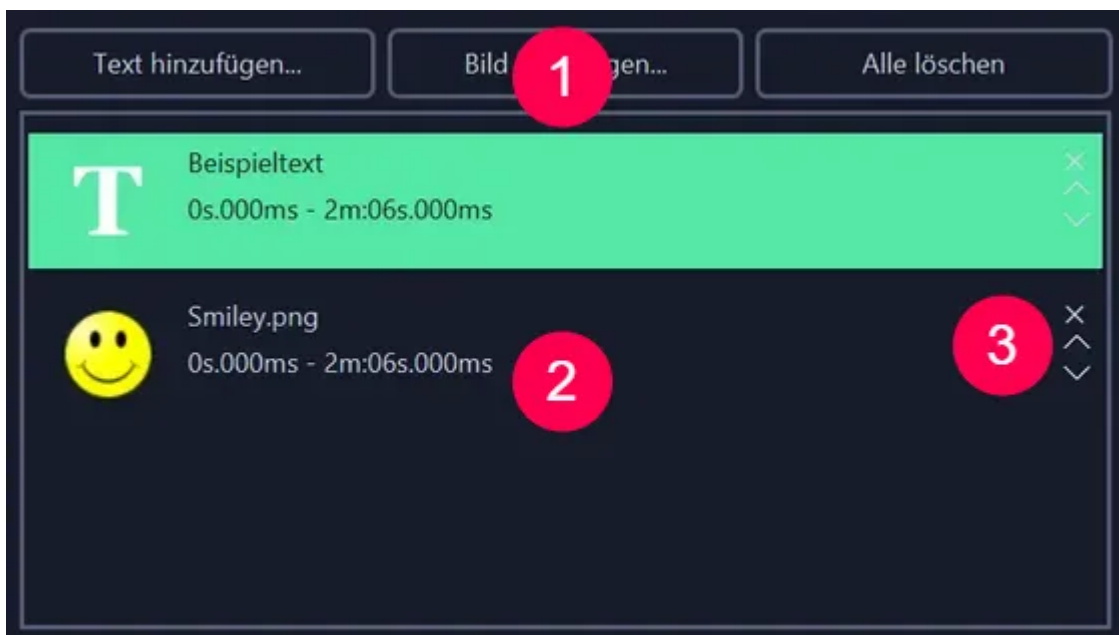 Text hinzufügen...
Bild gen...
Alle löschen
1
Beispieltext
0s.000ms - 2m:06s.000ms
Smiley.png
0s.000ms - 2m:06s.000ms
2
3